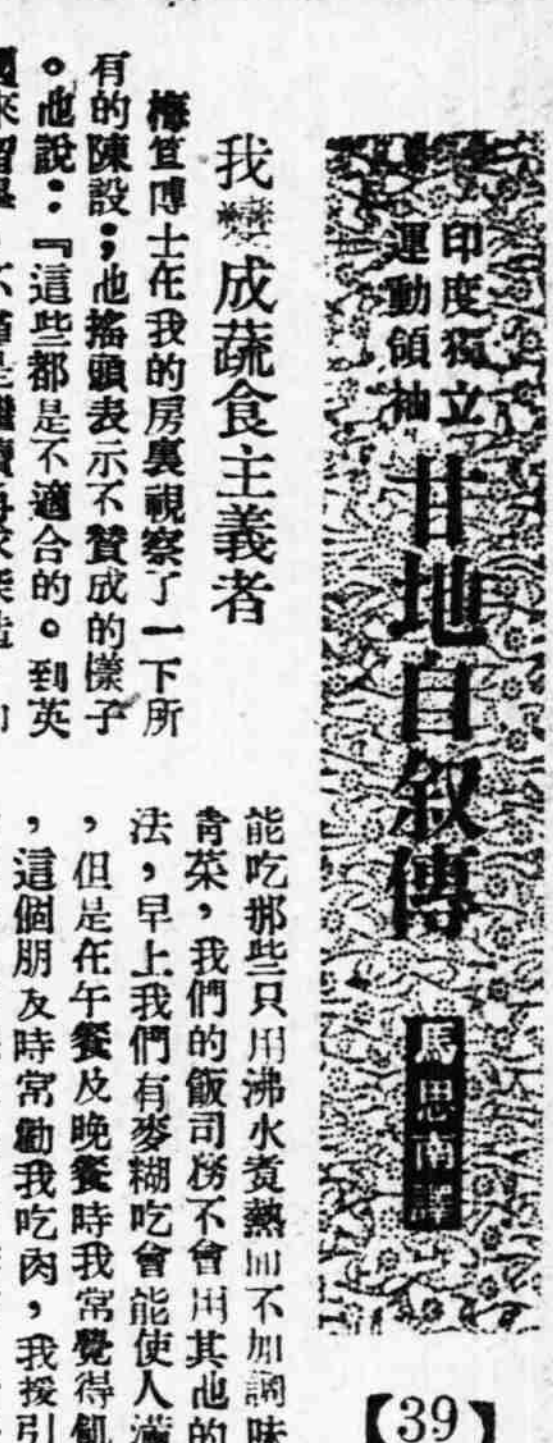 印度獨立
運動領袖
甘地自敘傳
馬思南譯
【39】
我變成蔬食主義者
梅笪博士在我的房裏視察了一下所
有的陳設；他搖頭表示不贊成的樣子
。他說：『這些都是不適合的。到英
能吃那些只用沸水煑熱而不加調味
青菜，我們的飯司務不會用其他的
法，早上我們有麥糊吃會能使人滿
，但是在午餐及晚餐時我常覺得飢
，這個朋友時常勸我吃肉，我援引